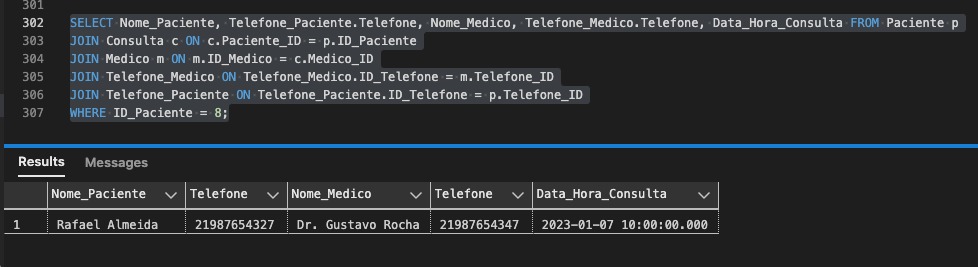 301
302 SELECT Nome_Paciente, Telefone_Paciente.Telefone, Nome_Medico, Telefone_Medico.Telefone, Data_Hora_Consulta FROM Paciente p
303 JOIN Consulta c ON c.Paciente_ID = p.ID_Paciente
304 JOIN Medico m ON m.ID_Medico = c.Medico_ID
305 JOIN Telefone_Medico ON Telefone_Medico.ID_Telefone = m.Telefone_ID
306 JOIN Telefone_Paciente ON Telefone_Paciente.ID_Telefone = p.Telefone_ID
307 WHERE ID_Paciente = 8;
Results Messages
Nome_Paciente Telefone Nome_Medico Telefone Data_Hora_Consulta
1 Rafael Almeida 21987654327 Dr. Gustavo Rocha 21987654347 2023-01-07 10:00:00.000